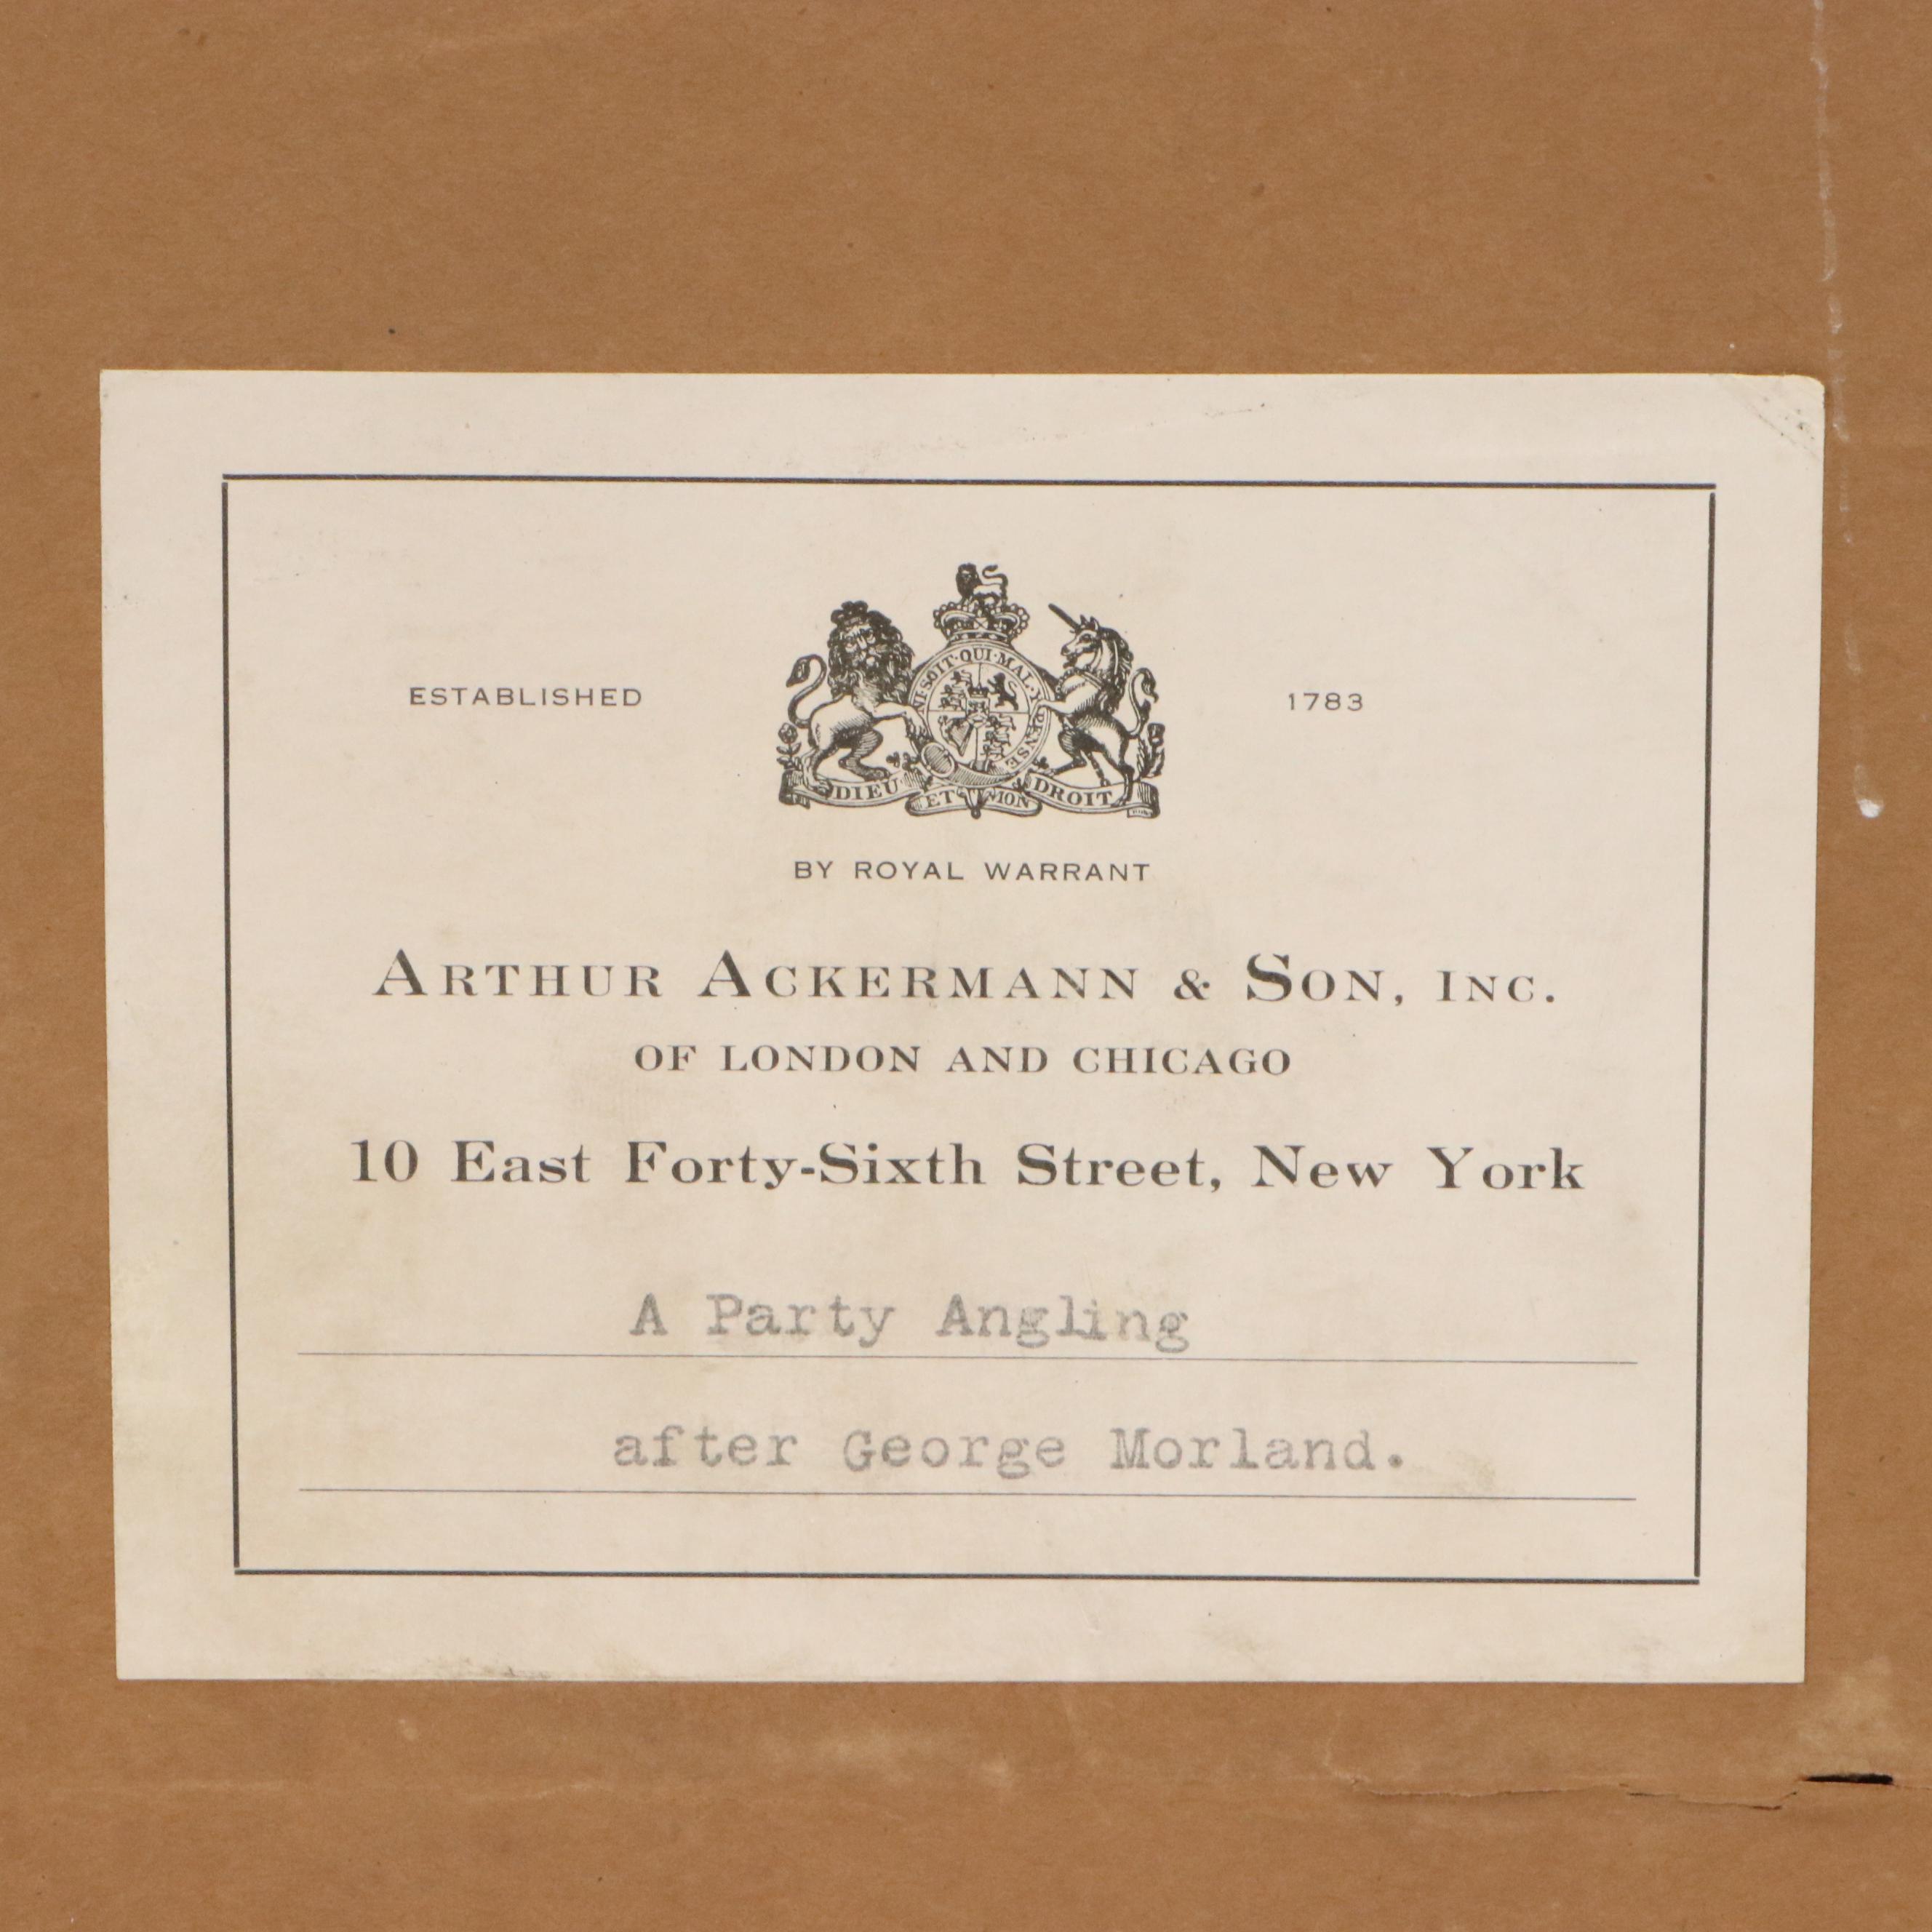 ESTABLISHED 1783
NI·SOIT·QUI·MAL·Y PENSE
DIEU ET MON DROIT
BY ROYAL WARRANT
ARTHUR ACKERMANN & SON, INC.
OF LONDON AND CHICAGO
10 East Forty-Sixth Street, New York
A Party Angling
after George Morland.